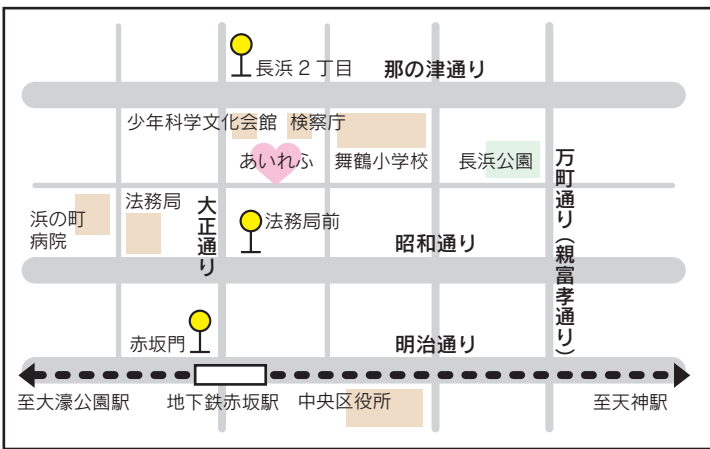 長浜2丁目
那の津通り
少年科学文化会館
検察庁
あいれふ
舞鶴小学校
長浜公園
万町通り(親富孝通り)
浜の町
病院
法務局
大正通り
法務局前
昭和通り
赤坂門
明治通り
至大濠公園駅
地下鉄赤坂駅
中央区役所
至天神駅